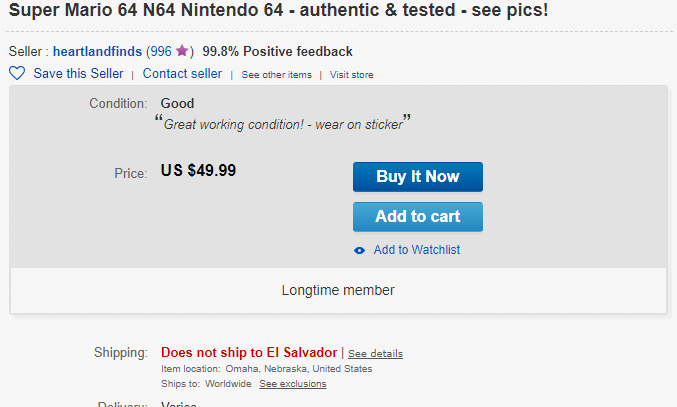 Super Mario 64 N64 Nintendo 64 - authentic & tested - see pics!
Seller : heartlandfinds (996 ) 99.8% Positive feedback
Save this Seller | Contact seller | See other items | Visit store
Condition: Good
“Great working condition! - wear on sticker”
Price: US $49.99
Buy It Now
Add to cart
Add to Watchlist
Longtime member
Shipping: Does not ship to El Salvador | See details
Item location: Omaha, Nebraska, United States
Ships to: Worldwide See exclusions
Delivery: Varies